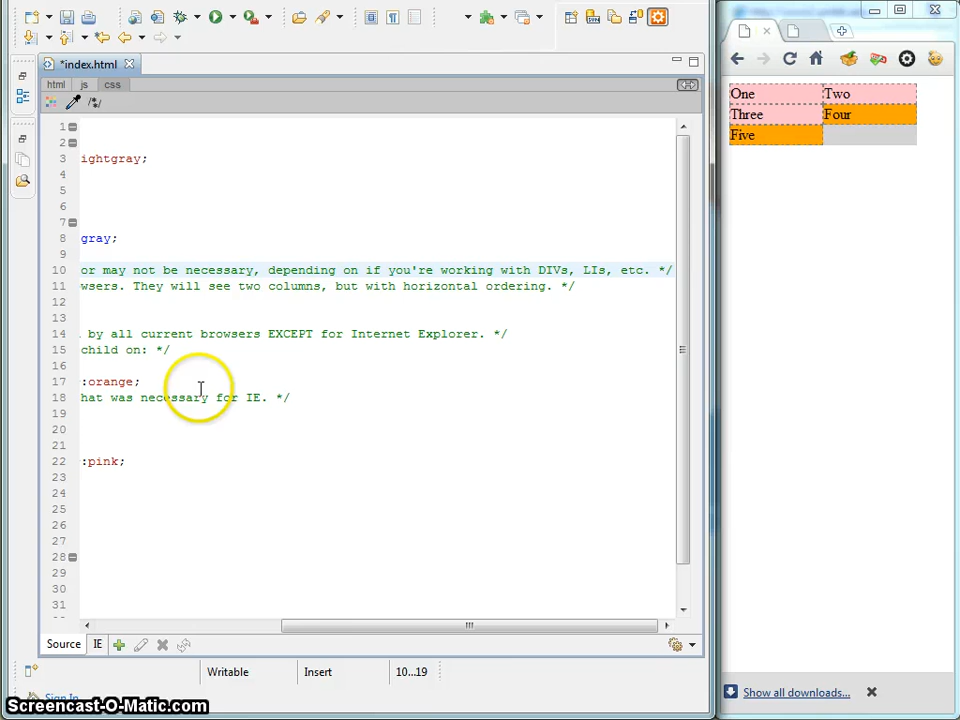 *index.html
html js css
1
2
3 ightgray;
4
5
6
7
8 gray;
9
10 or may not be necessary, depending on if you're working with DIVs, LIs, etc. */
11 wsers. They will see two columns, but with horizontal ordering. */
12
13
14 by all current browsers EXCEPT for Internet Explorer. */
15 child on: */
16
17 :orange;
18 hat was necessary for IE. */
19
20
21
22 :pink;
23
24
25
26
27
28
29
30
31
Source IE
Writable Insert 10...19
Sign In
Screencast-O-Matic.com
One Two
Three Four
Five
Show all downloads...